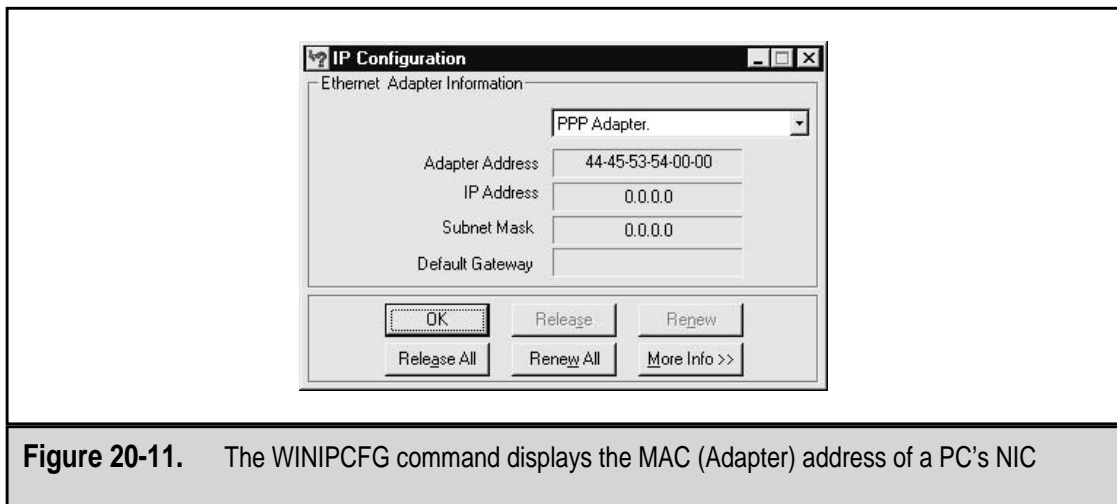 IP Configuration
Ethernet Adapter Information
PPP Adapter.
Adapter Address 44-45-53-54-00-00
IP Address 0.0.0.0
Subnet Mask 0.0.0.0
Default Gateway
OK Release Renew
Release All Renew All More Info >>
Figure 20-11. The WINIPCFG command displays the MAC (Adapter) address of a PC's NIC